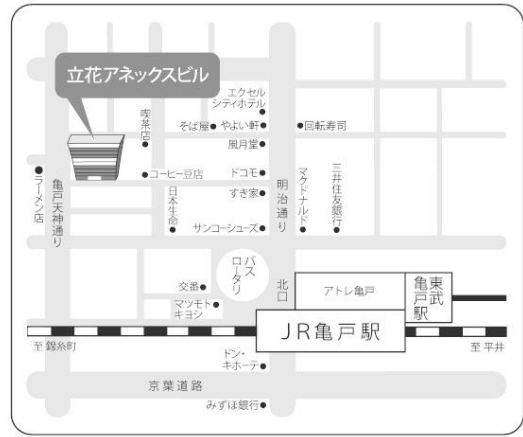 立花アネックスビル
エクセル
シティホテル
喫茶店
そば屋
やよい軒
回転寿司
風月堂
コーヒー豆店
ドコモ
ラーメン店
亀戸天神通り
日本生命
すき家
明治通り
マクドナルド
三井住友銀行
サンコーシューズ
バス
ロータリー
交番
マツモト
キヨシ
北口
アトレ亀戸
東武
亀戸駅
JR亀戸駅
至 錦糸町
至 平井
ドン・
キホーテ
京葉道路
みずほ銀行